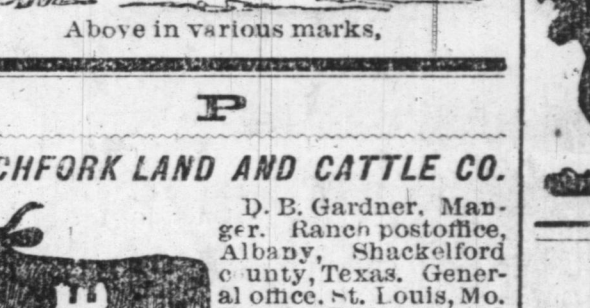 Above in various marks,
P
CHFORK LAND AND CATTLE CO.
D. B. Gardner, Man-
ger. Ranch postoffice,
Albany, Shackelford
county, Texas. Gener-
al office, St. Louis, Mo.